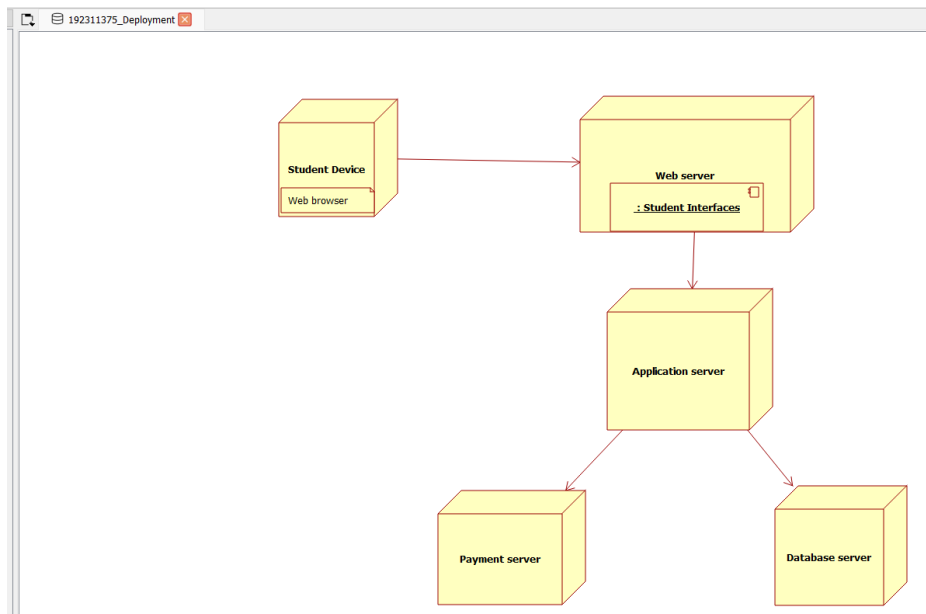 192311375_Deployment
Student Device
Web browser
Web server
: Student Interfaces
Application server
Payment server
Database server